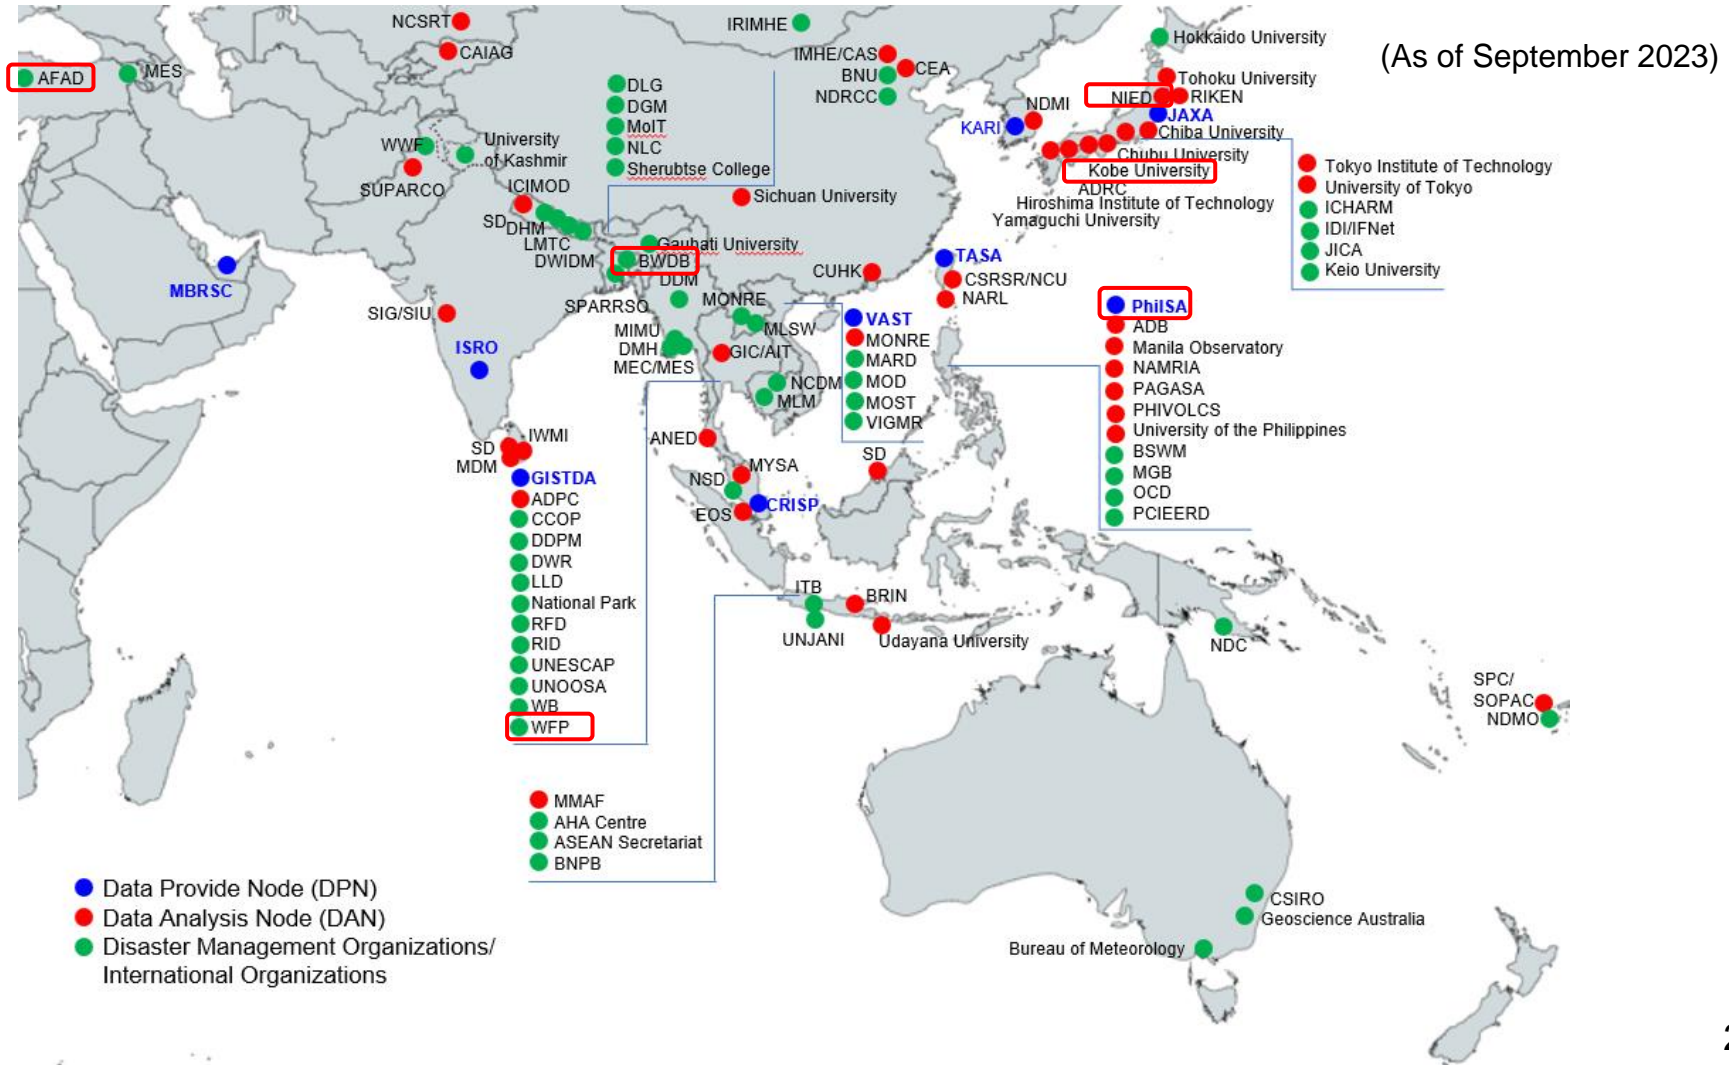 (As of September 2023)
NCSRT
CAIAG
IRIMHE
IMHE/CAS
CEA
BNU
NDRCC
Hokkaido University
Tohoku University
NIED
RIKEN
JAXA
NDMI
KARI
Chiba University
Chubu University
Kobe University
ADRC
Hiroshima Institute of Technology
Yamaguchi University
Tokyo Institute of Technology
University of Tokyo
ICHARM
IDI/IFNet
JICA
Keio University
AFAD
MES
DLG
DGM
MoIT
NLC
Sherubtse College
WWF
University
of Kashmir
SUPARCO
ICIMOD
SD
DHM
LMTC
DWIDM
Sichuan University
Gauhati University
BWDB
DDM
SPARRSO
MBRSC
SIG/SIU
ISRO
CUHK
TASA
CSRSR/NCU
NARL
MONRE
MLSW
MIMU
DMH
MEC/MES
GIC/AIT
NCDM
MLM
VAST
MONRE
MARD
MOD
MOST
VIGMR
PhilSA
ADB
Manila Observatory
NAMRIA
PAGASA
PHIVOLCS
University of the Philippines
BSWM
MGB
OCD
PCIEERD
IWMI
SD
MDM
ANED
MYSA
NSD
EOS
CRISP
SD
GISTDA
ADPC
CCOP
DDPM
DWR
LLD
National Park
RFD
RID
UNESCAP
UNOOSA
WB
WFP
ITB
BRIN
UNJANI
Udayana University
NDC
SPC/
SOPAC
NDMO
MMAF
AHA Centre
ASEAN Secretariat
BNPB
CSIRO
Geoscience Australia
Bureau of Meteorology
Data Provide Node (DPN)
Data Analysis Node (DAN)
Disaster Management Organizations/
International Organizations